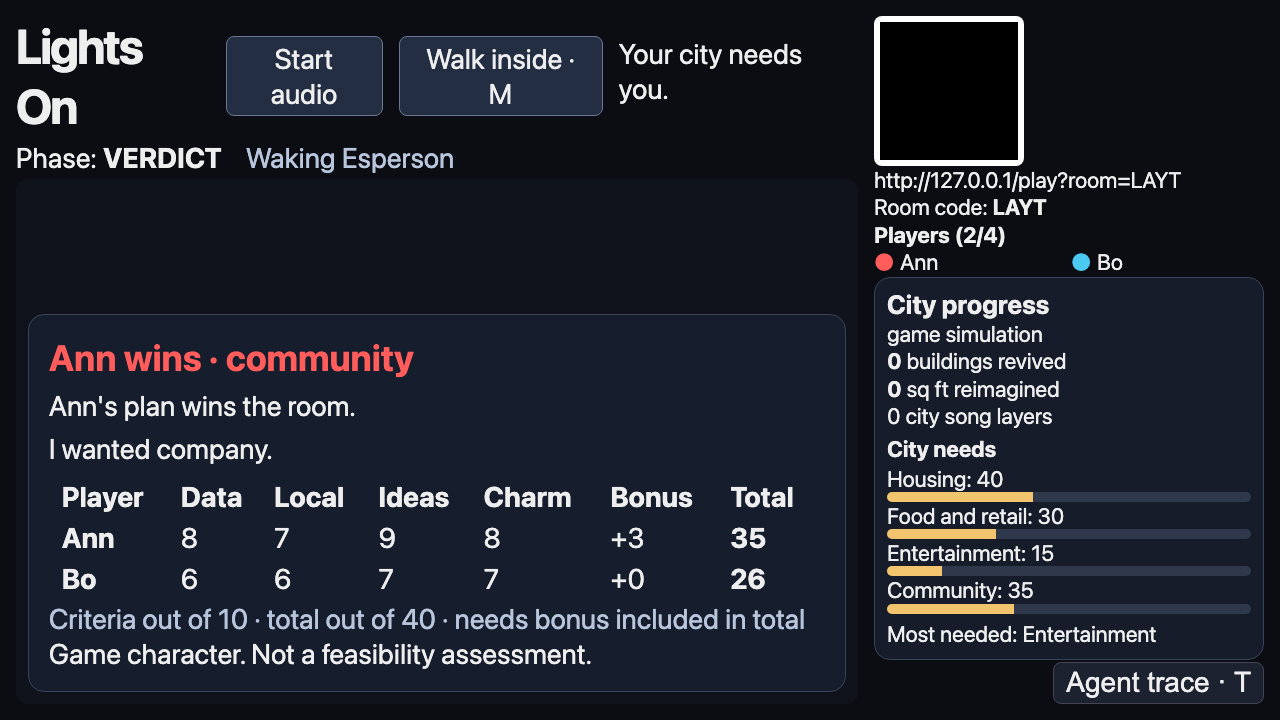 Lights
On
Start
audio
Walk inside ·
M
Your city needs
you.
Phase: VERDICT Waking Esperson
Ann wins · community
Ann's plan wins the room.
I wanted company.
Player Data Local Ideas Charm Bonus Total
Ann 8 7 9 8 +3 35
Bo 6 6 7 7 +0 26
Criteria out of 10 · total out of 40 · needs bonus included in total
Game character. Not a feasibility assessment.
http://127.0.0.1/play?room=LAYT
Room code: LAYT
Players (2/4)
Ann Bo
City progress
game simulation
0 buildings revived
0 sq ft reimagined
0 city song layers
City needs
Housing: 40
Food and retail: 30
Entertainment: 15
Community: 35
Most needed: Entertainment
Agent trace · T